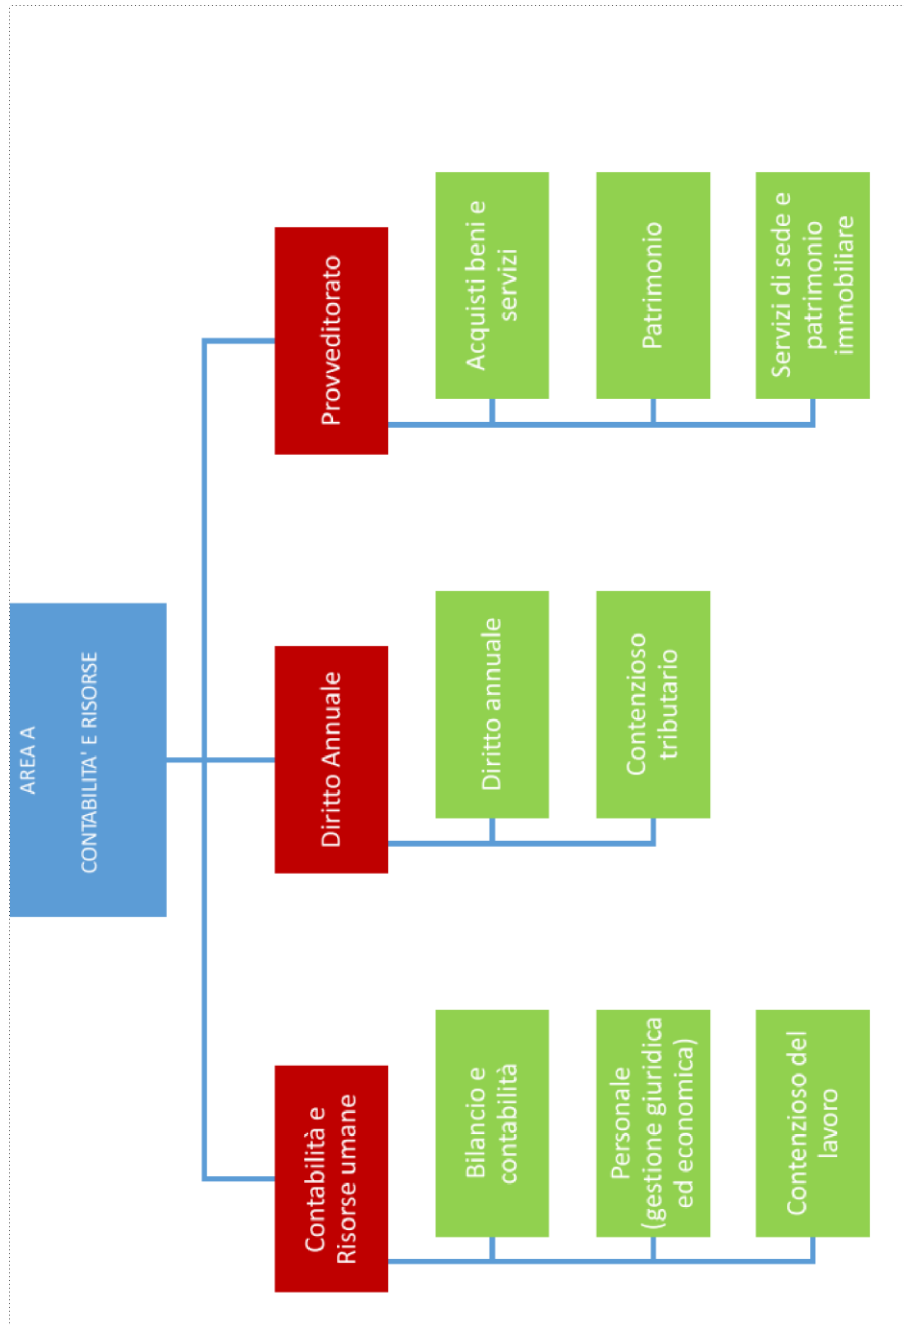 AREA A
CONTABILITA' E RISORSE
Contabilità e
Risorse umane
Bilancio e
contabilità
Personale
(gestione giuridica
ed economica)
Contenzioso del
lavoro
Diritto Annuale
Diritto annuale
Contenzioso
tributario
Provveditorato
Acquisti beni e
servizi
Patrimonio
Servizi di sede e
patrimonio
immobiliare